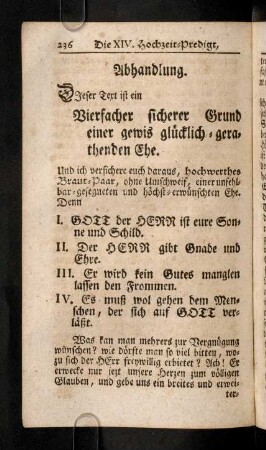 236 Die XIV. Hochzeit-Predigt,
Abhandlung.
DJeser Text ist ein
Vierfacher sicherer Grund
einer gewis glücklich-gera-
thenden Ehe.
Und ich versichere euch daraus, hochwerthes
Braut-Paar, ohne Umschweif, einer unfehl-
bar-gesegneten und höchst-erwünschten Ehe.
Denn
I. GOTT der HERR ist eure Son-
ne und Schild.
II. Der HERR gibt Gnade und
Ehre.
III. Er wird kein Gutes manglen
lassen den Frommen.
IV. Es muß wol gehen dem Men-
schen, der sich auf GOTT ver-
läßt.
Was kan man mehrers zur Vergnügung
wünschen? wie dörfte man so viel bitten, wo-
zu sich der HErr freywillig erbietet? Ach! Er
erwecke nur jezt unsere Herzen zum völligen
Glauben, und gebe uns ein breites und erwei-
ter-